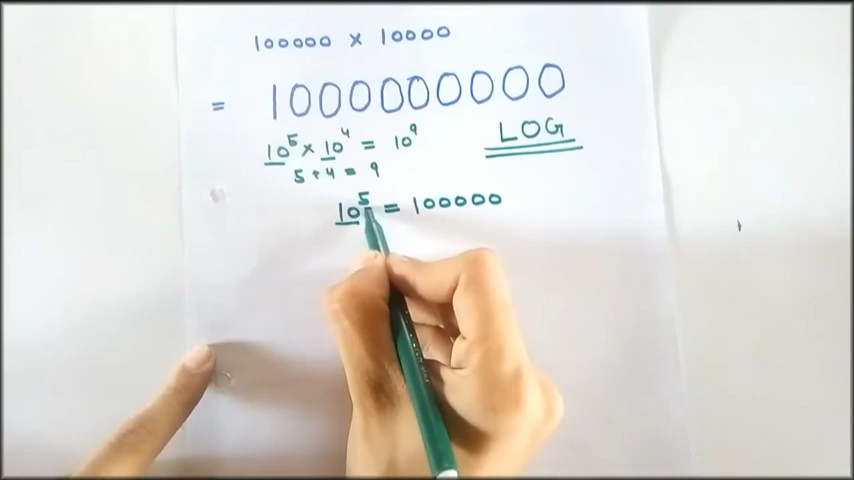 100000 × 10000
= 1000000000
10⁵ × 10⁴ = 10⁹
LOG
5 + 4 = 9
10⁵ = 100000